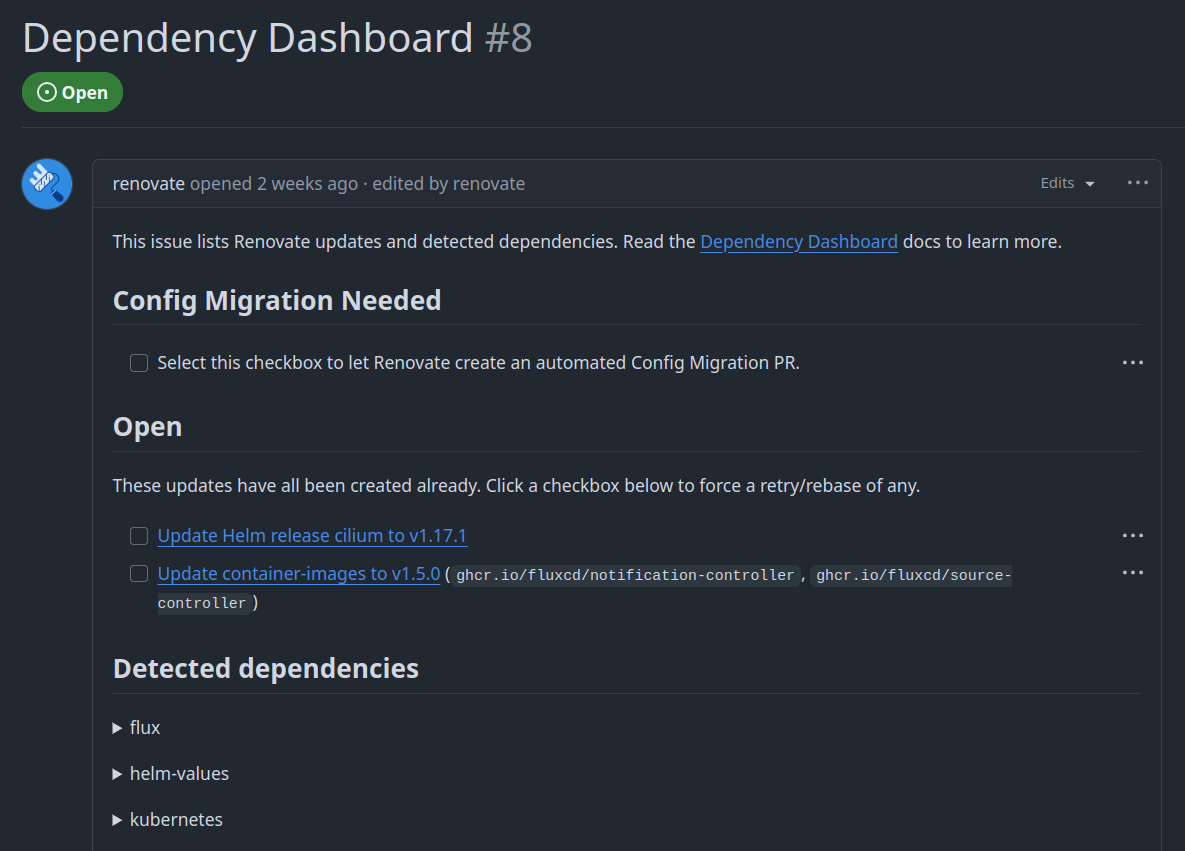 Dependency Dashboard #8
Open
renovate opened 2 weeks ago · edited by renovate
Edits
This issue lists Renovate updates and detected dependencies. Read the Dependency Dashboard docs to learn more.
Config Migration Needed
Select this checkbox to let Renovate create an automated Config Migration PR.
Open
These updates have all been created already. Click a checkbox below to force a retry/rebase of any.
Update Helm release cilium to v1.17.1
Update container-images to v1.5.0 ( ghcr.io/fluxcd/notification-controller , ghcr.io/fluxcd/source-
controller )
Detected dependencies
flux
helm-values
kubernetes